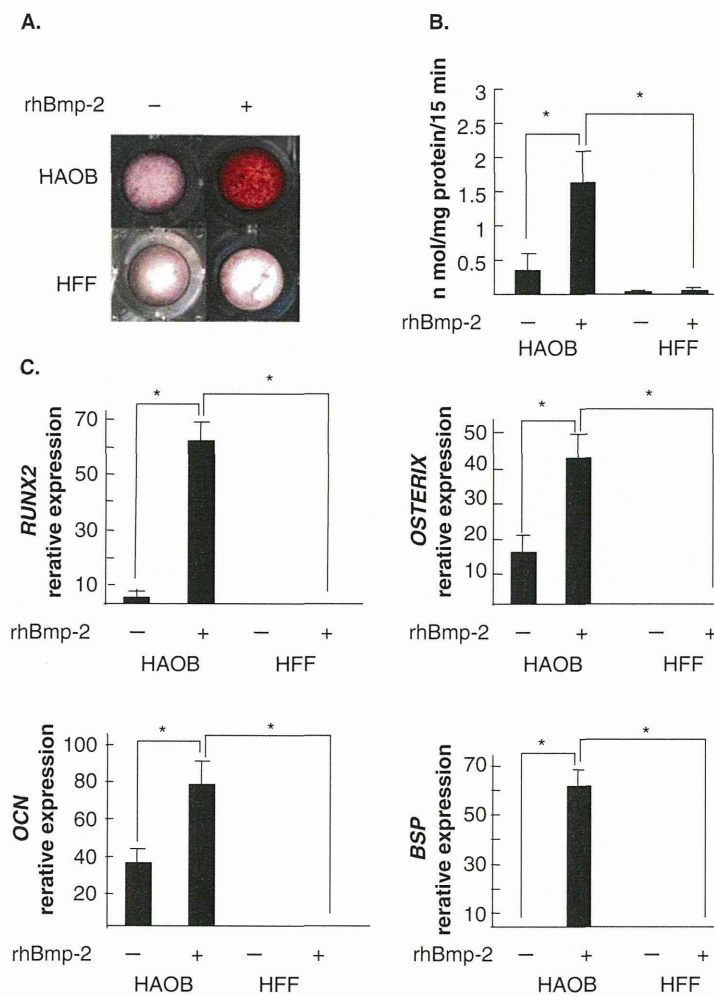 A.
rhBmp-2 − +
HAOB
HFF
B.
n mol/mg protein/15 min
3
2.5
2
1.5
1
0.5
* *
rhBmp-2 − + − +
HAOB HFF
C.
RUNX2
rerative expression
70
50
30
10
* *
rhBmp-2 − + − +
HAOB HFF
OSTERIX
rerative expression
50
40
30
20
10
* *
rhBmp-2 − + − +
HAOB HFF
OCN
rerative expression
100
80
60
40
20
* *
rhBmp-2 − + − +
HAOB HFF
BSP
rerative expression
70
50
30
10
* *
rhBmp-2 − + − +
HAOB HFF